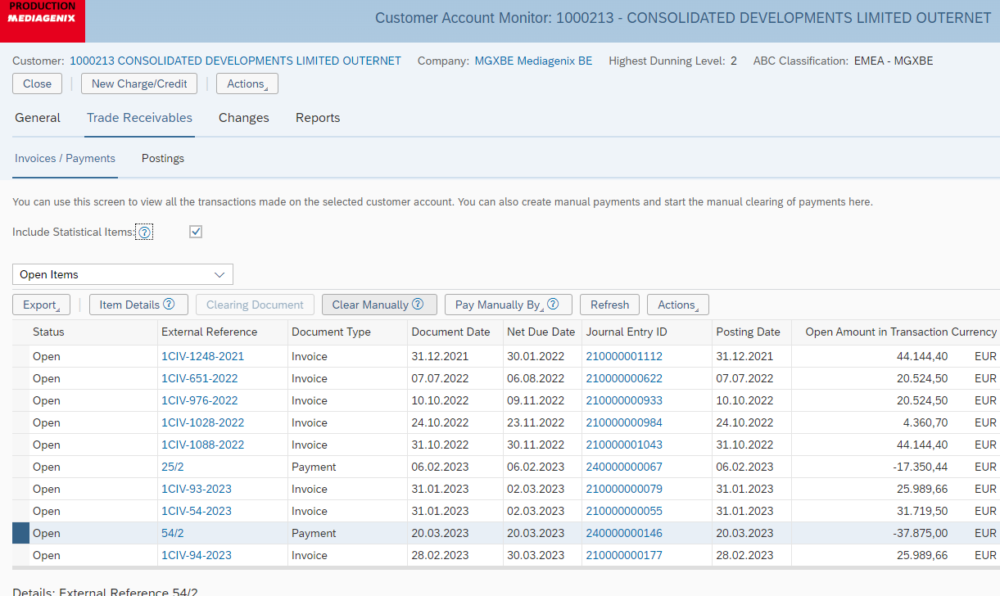 PRODUCTION
MEDIAGENIX
Customer Account Monitor: 1000213 - CONSOLIDATED DEVELOPMENTS LIMITED OUTERNET
Customer: 1000213 CONSOLIDATED DEVELOPMENTS LIMITED OUTERNET Company: MGXBE Mediagenix BE Highest Dunning Level: 2 ABC Classification: EMEA - MGXBE
Close New Charge/Credit Actions
General Trade Receivables Changes Reports
Invoices / Payments Postings
You can use this screen to view all the transactions made on the selected customer account. You can also create manual payments and start the manual clearing of payments here.
Include Statistical Items: ?
Open Items
Export Item Details ? Clearing Document Clear Manually ? Pay Manually By ? Refresh Actions
Status External Reference Document Type Document Date Net Due Date Journal Entry ID Posting Date Open Amount in Transaction Currency
Open 1CIV-1248-2021 Invoice 31.12.2021 30.01.2022 210000001112 31.12.2021 44.144,40 EUR
Open 1CIV-651-2022 Invoice 07.07.2022 06.08.2022 210000000622 07.07.2022 20.524,50 EUR
Open 1CIV-976-2022 Invoice 10.10.2022 09.11.2022 210000000933 10.10.2022 20.524,50 EUR
Open 1CIV-1028-2022 Invoice 24.10.2022 23.11.2022 210000000984 24.10.2022 4.360,70 EUR
Open 1CIV-1088-2022 Invoice 31.10.2022 30.11.2022 210000001043 31.10.2022 44.144,40 EUR
Open 25/2 Payment 06.02.2023 06.02.2023 240000000067 06.02.2023 -17.350,44 EUR
Open 1CIV-93-2023 Invoice 31.01.2023 02.03.2023 210000000079 31.01.2023 25.989,66 EUR
Open 1CIV-54-2023 Invoice 31.01.2023 02.03.2023 210000000055 31.01.2023 31.719,50 EUR
Open 54/2 Payment 20.03.2023 20.03.2023 240000000146 20.03.2023 -37.875,00 EUR
Open 1CIV-94-2023 Invoice 28.02.2023 30.03.2023 210000000177 28.02.2023 25.989,66 EUR
Details: External Reference 54/2